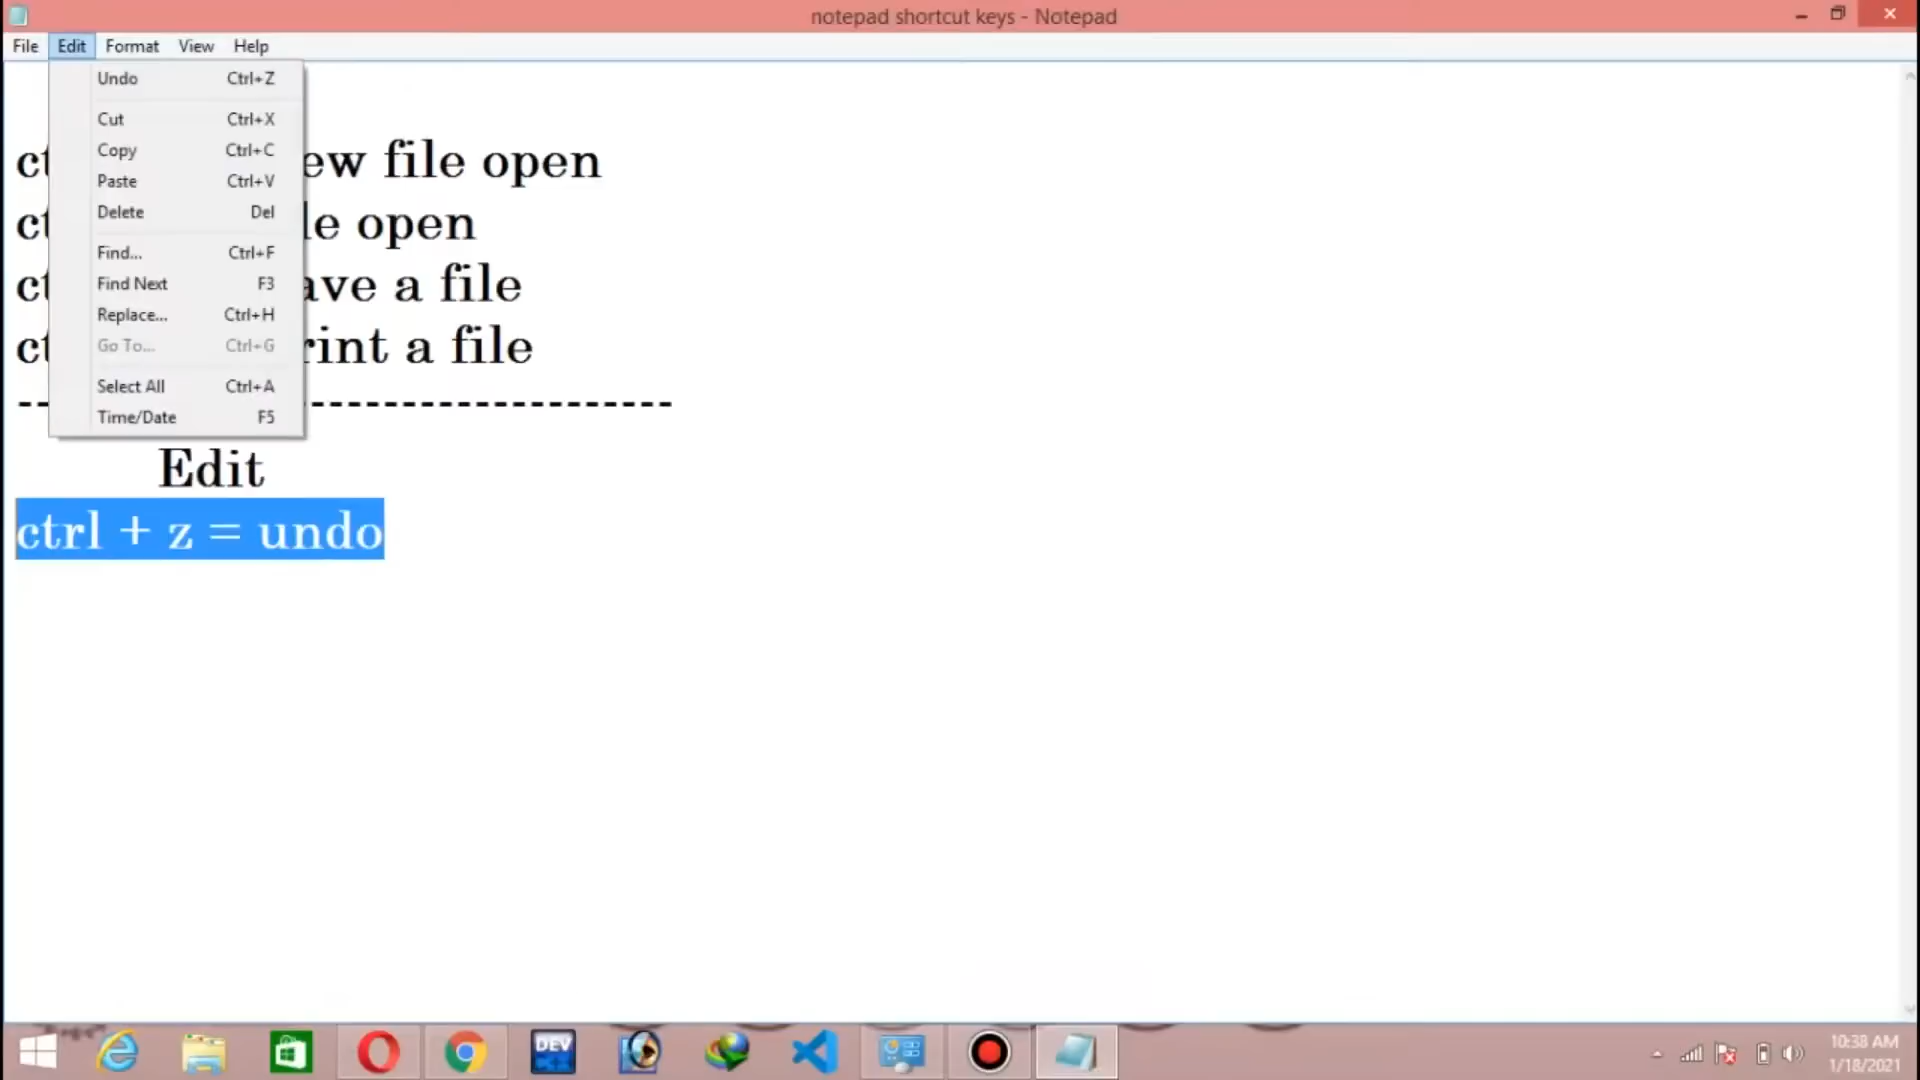 notepad shortcut keys - Notepad
File Edit Format View Help
Undo Ctrl+Z
Cut Ctrl+X
Copy Ctrl+C
Paste Ctrl+V
Delete Del
Find... Ctrl+F
Find Next F3
Replace... Ctrl+H
Go To... Ctrl+G
Select All Ctrl+A
Time/Date F5
ct ew file open
ct le open
ct ave a file
ct rint a file
--------------------------
Edit
ctrl + z = undo
DEV
10:38 AM
1/18/2021